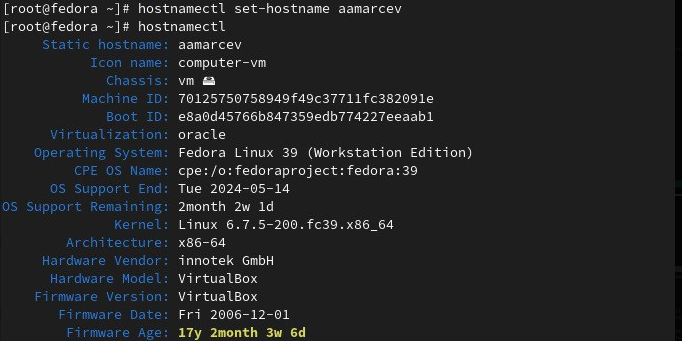 [root@fedora ~]# hostnamectl set-hostname aamarcev
[root@fedora ~]# hostnamectl
Static hostname: aamarcev
Icon name: computer-vm
Chassis: vm 🖴
Machine ID: 70125750758949f49c37711fc382091e
Boot ID: e8a0d45766b847359edb774227eeaab1
Virtualization: oracle
Operating System: Fedora Linux 39 (Workstation Edition)
CPE OS Name: cpe:/o:fedoraproject:fedora:39
OS Support End: Tue 2024-05-14
OS Support Remaining: 2month 2w 1d
Kernel: Linux 6.7.5-200.fc39.x86_64
Architecture: x86-64
Hardware Vendor: innotek GmbH
Hardware Model: VirtualBox
Firmware Version: VirtualBox
Firmware Date: Fri 2006-12-01
Firmware Age: 17y 2month 3w 6d